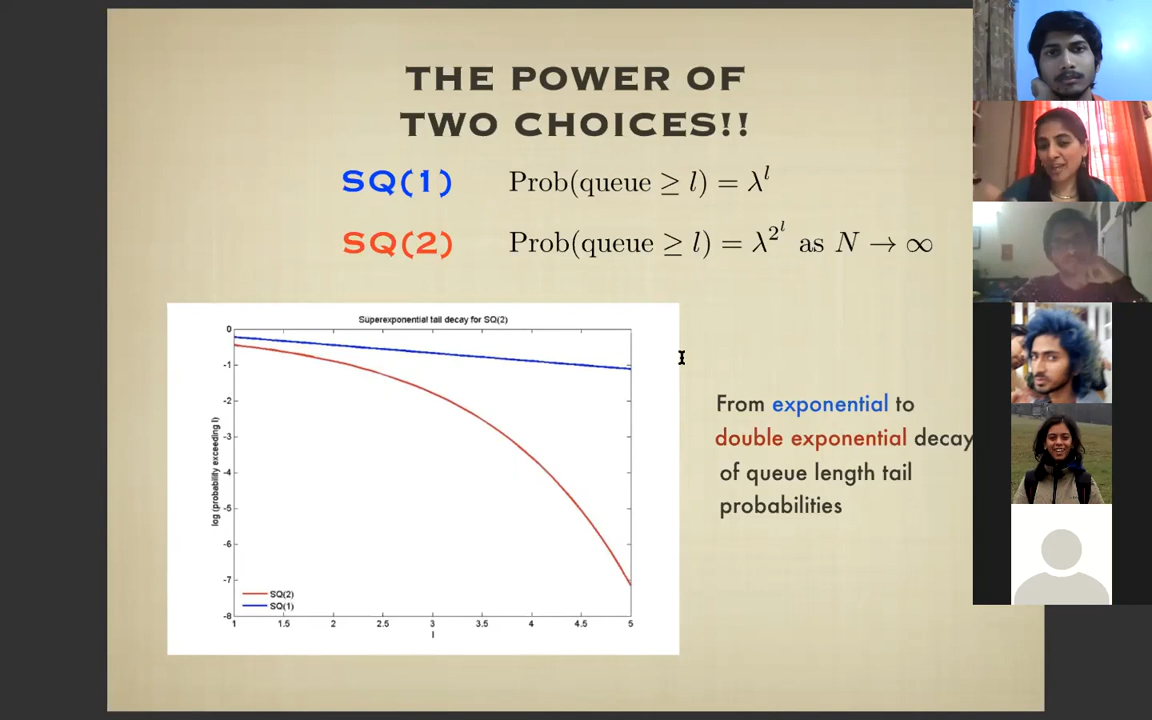 THE POWER OF
TWO CHOICES!!
SQ(1) Prob(queue ≥ l) = λ^l
SQ(2) Prob(queue ≥ l) = λ^{2^l} as N → ∞
Superexponential tail decay for SQ(2)
0
-1
-2
-3
-4
-5
-6
-7
-8
log (probability exceeding l)
SQ(2)
SQ(1)
1 1.5 2 2.5 3 3.5 4 4.5 5
l
From exponential to
double exponential decay
of queue length tail
probabilities